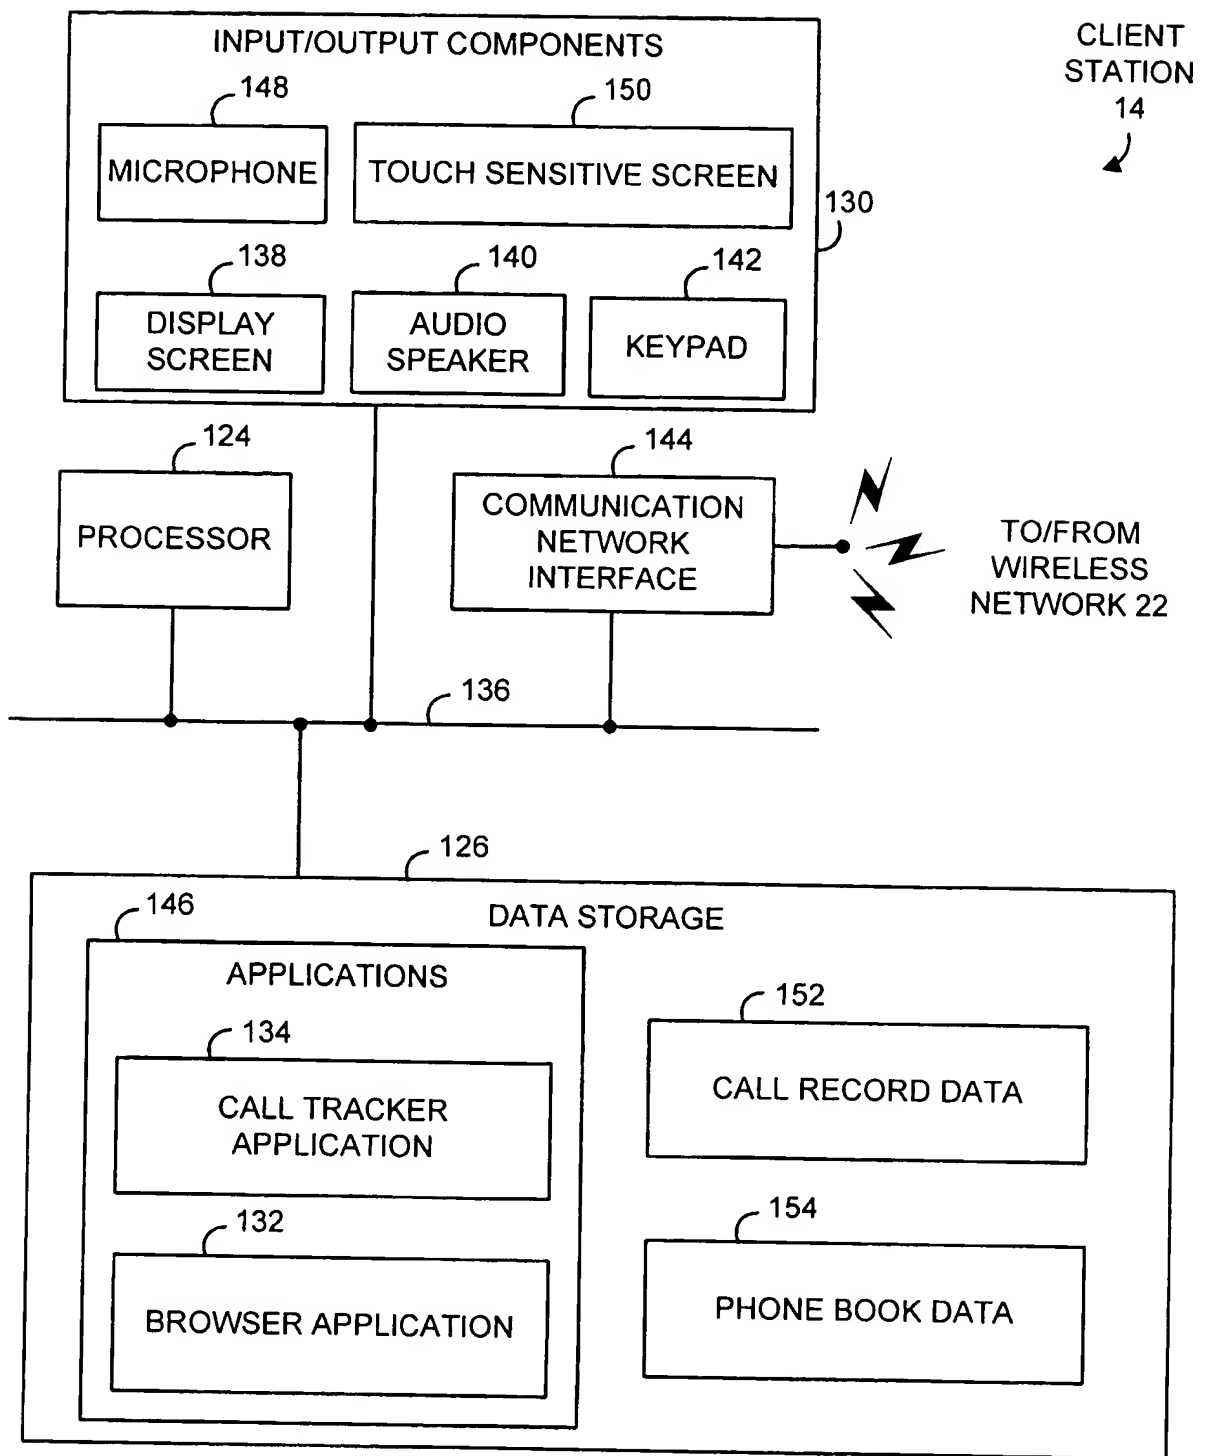 INPUT/OUTPUT COMPONENTS
CLIENT
STATION
14
148
150
MICROPHONE
TOUCH SENSITIVE SCREEN
130
138
140
142
DISPLAY
SCREEN
AUDIO
SPEAKER
KEYPAD
124
144
PROCESSOR
COMMUNICATION
NETWORK
INTERFACE
TO/FROM
WIRELESS
NETWORK 22
136
126
DATA STORAGE
146
APPLICATIONS
134
CALL TRACKER
APPLICATION
152
CALL RECORD DATA
132
BROWSER APPLICATION
154
PHONE BOOK DATA